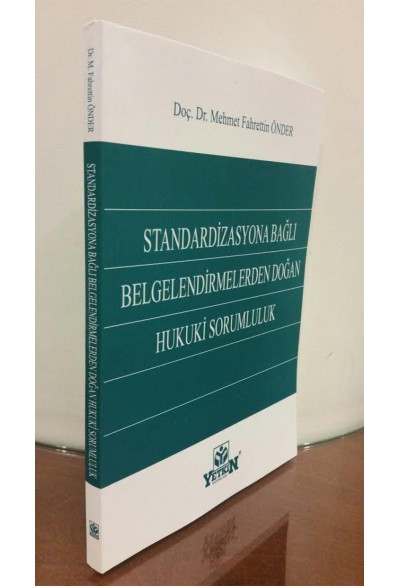 Doç. Dr. Mehmet Fahrettin ÖNDER
STANDARDİZASYONA BAĞLI
BELGELENDİRMELERDEN DOĞAN
HUKUKİ SORUMLULUK
YETKİN
Dr. M. Fahrettin ÖNDER
STANDARDİZASYONA BAĞLI BELGELENDİRMELERDEN DOĞAN HUKUKİ SORUMLULUK